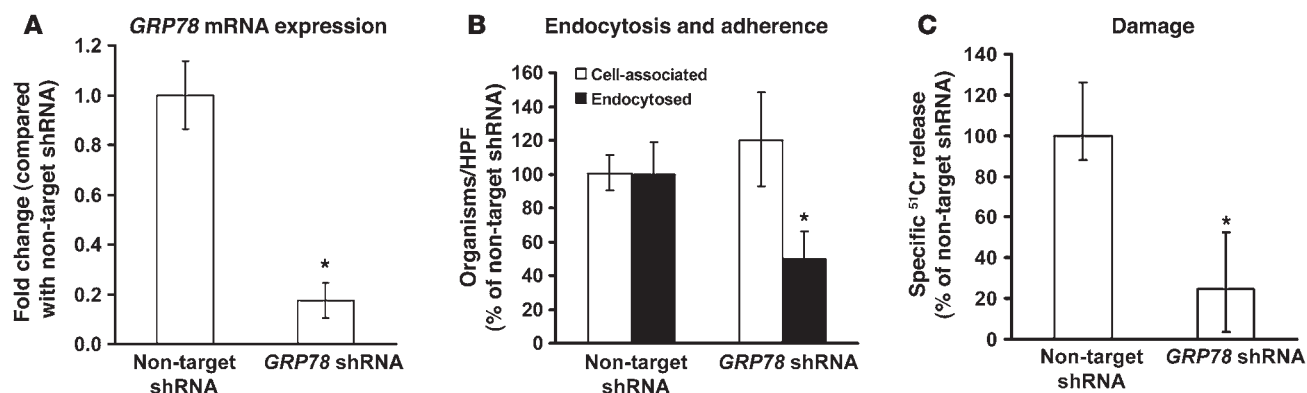 A
GRP78 mRNA expression
Fold change (compared
with non-target shRNA)
1.2
1.0
0.8
0.6
0.4
0.2
0.0
*
Non-target
shRNA
GRP78 shRNA
B
Endocytosis and adherence
Organisms/HPF
(% of non-target shRNA)
160
140
120
100
80
60
40
20
0
Cell-associated
Endocytosed
*
Non-target
shRNA
GRP78 shRNA
C
Damage
Specific ⁵¹Cr release
(% of non-target shRNA)
140
120
100
80
60
40
20
0
*
Non-target
shRNA
GRP78 shRNA